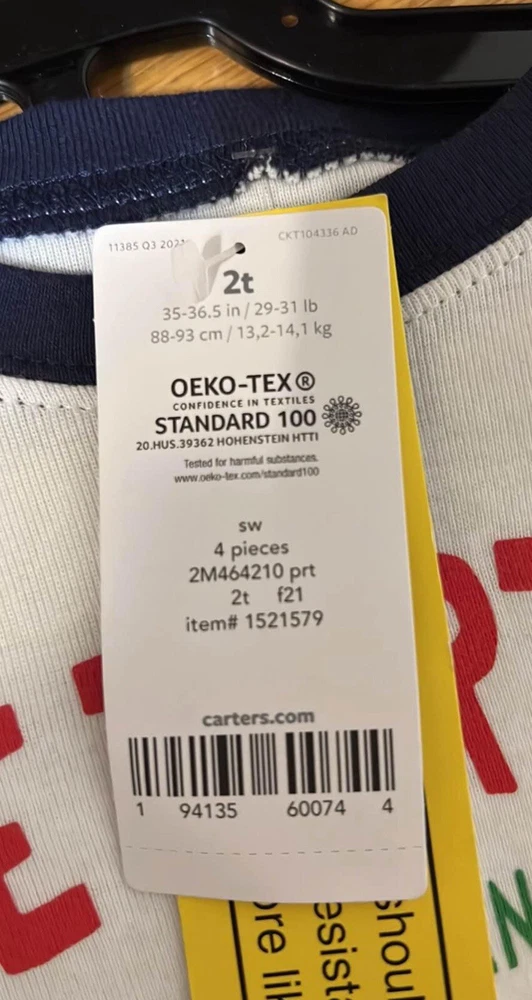 11385 Q3 2021
CKT104336 AD
2t
35-36.5 in / 29-31 lb
88-93 cm / 13,2-14,1 kg
OEKO-TEX®
CONFIDENCE IN TEXTILES
STANDARD 100
20.HUS.39362 HOHENSTEIN HTTI
Tested for harmful substances.
www.oeko-tex.com/standard100
sw
4 pieces
2M464210 prt
2t f21
item# 1521579
carters.com
1 94135 60074 4